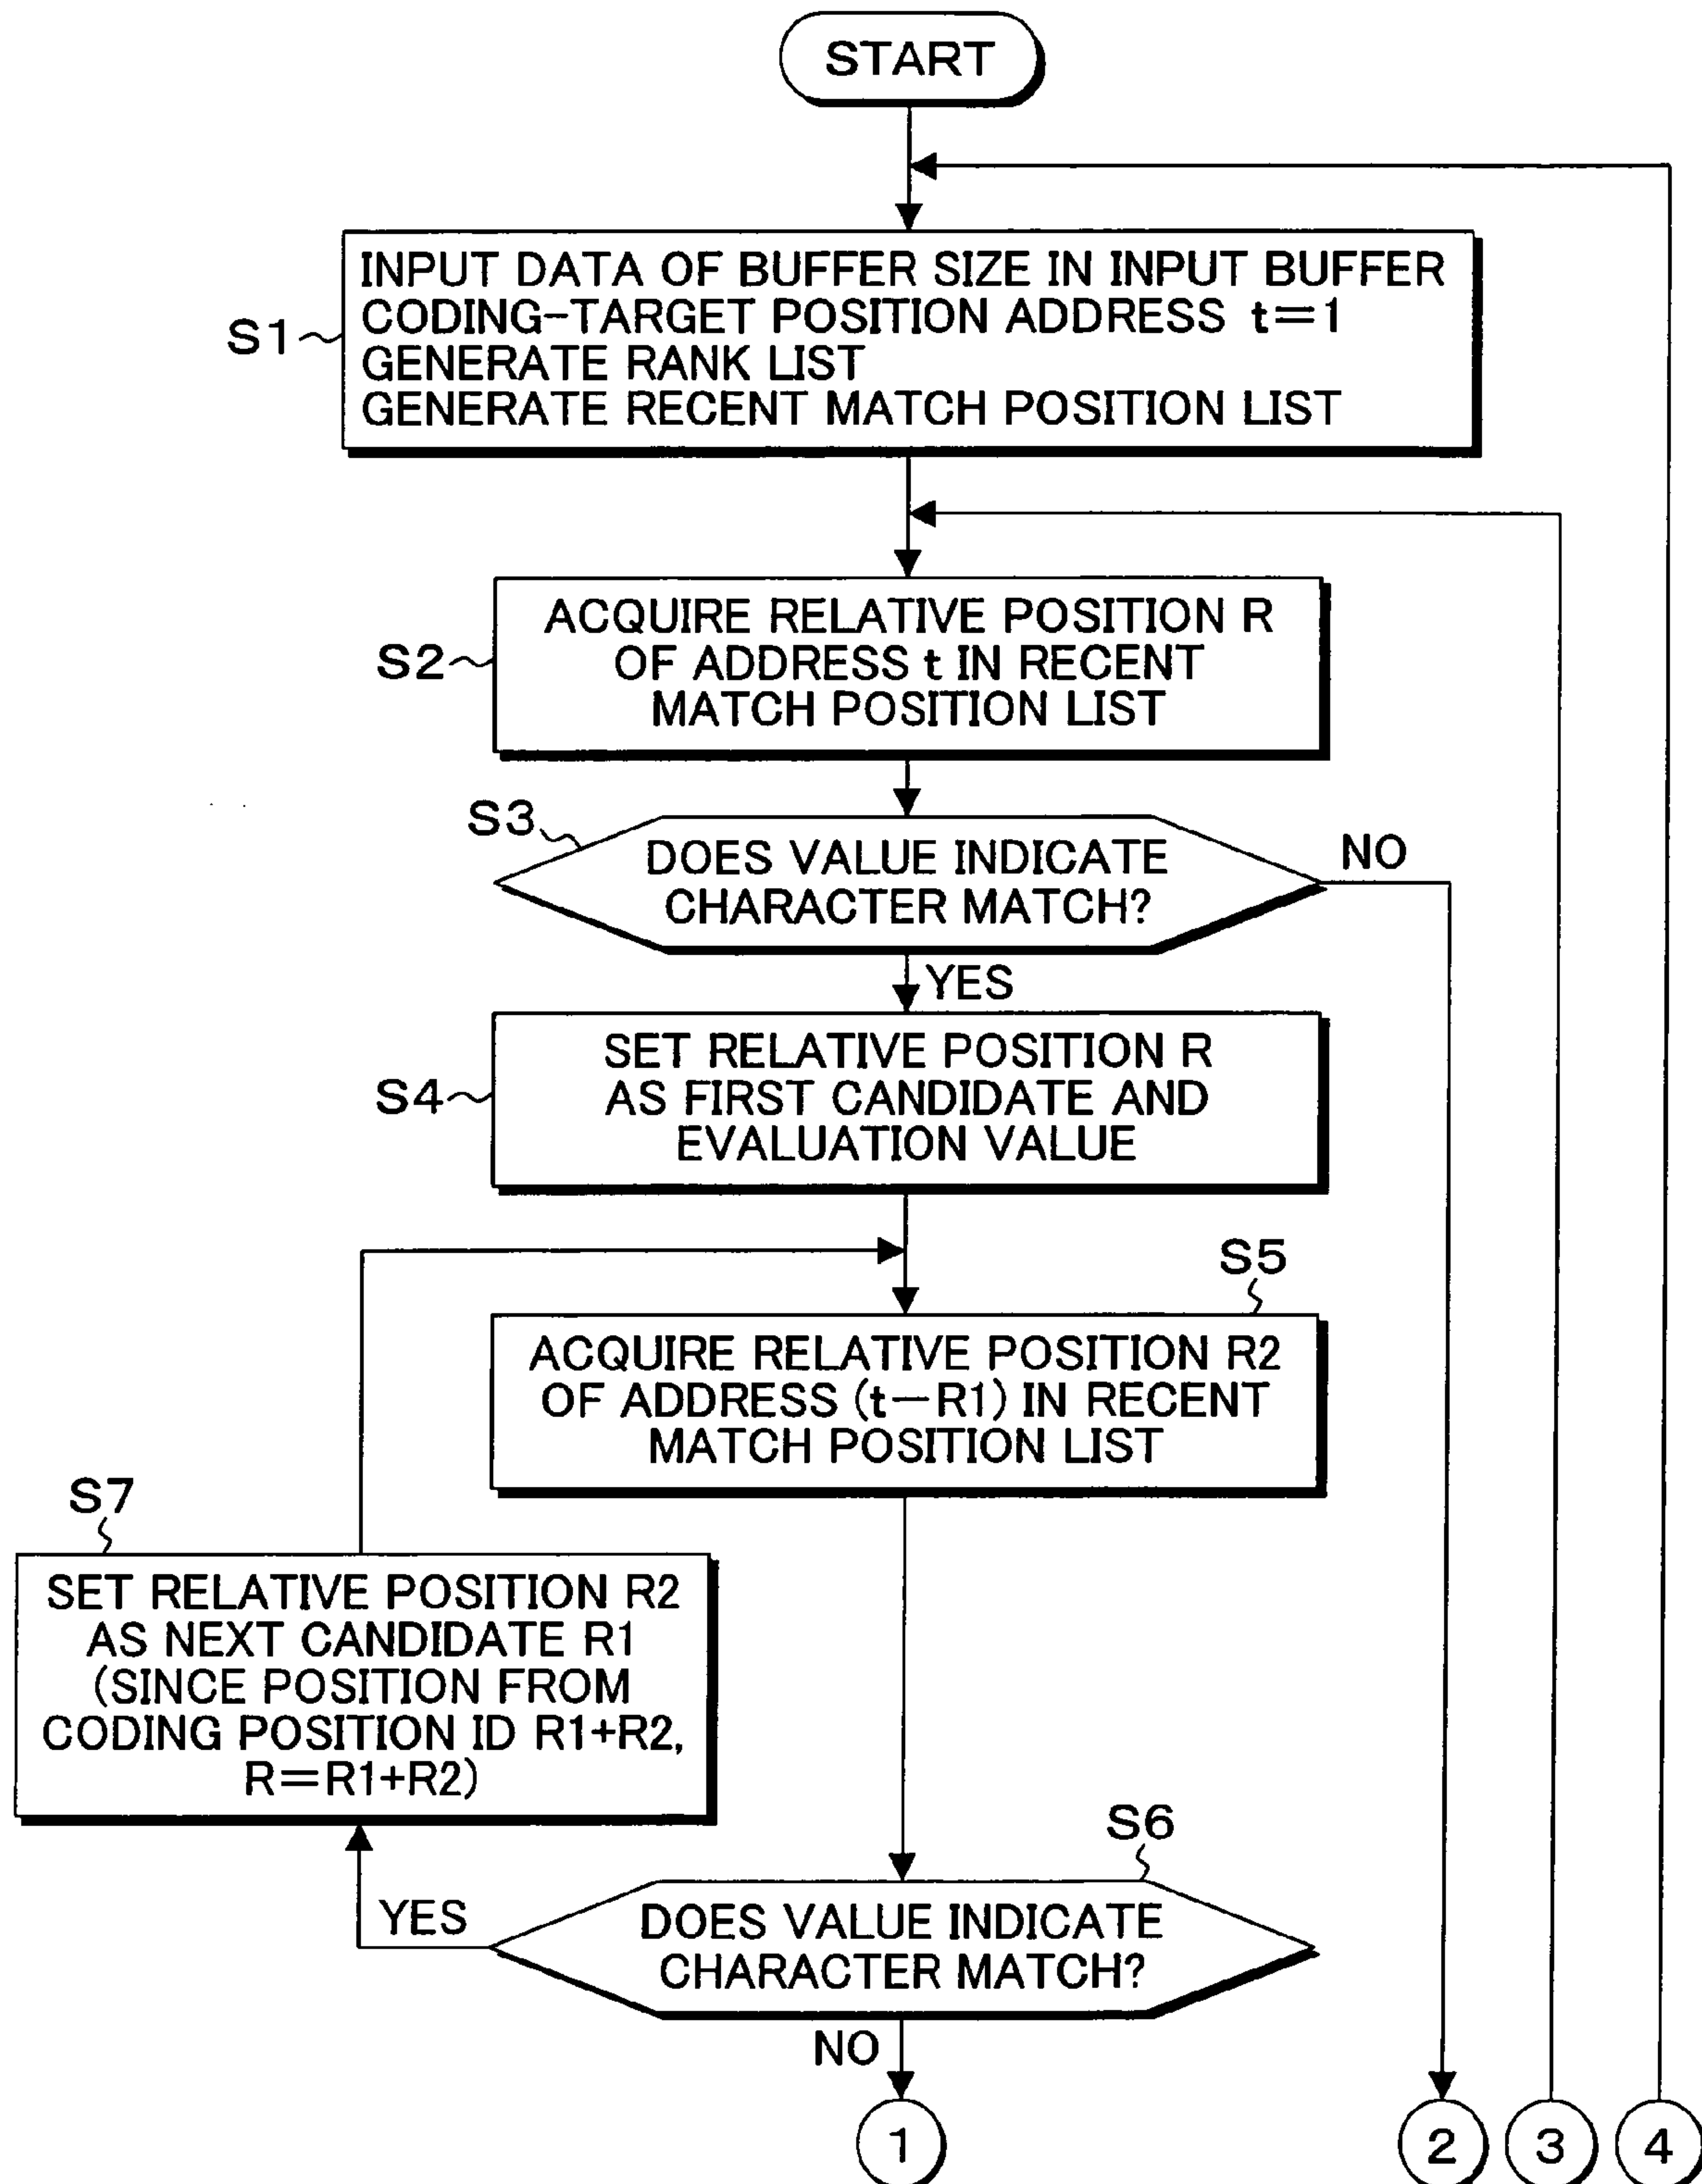 START
S1
INPUT DATA OF BUFFER SIZE IN INPUT BUFFER
CODING-TARGET POSITION ADDRESS t=1
GENERATE RANK LIST
GENERATE RECENT MATCH POSITION LIST
S2
ACQUIRE RELATIVE POSITION R
OF ADDRESS t IN RECENT
MATCH POSITION LIST
S3
DOES VALUE INDICATE
CHARACTER MATCH?
NO
YES
S4
SET RELATIVE POSITION R
AS FIRST CANDIDATE AND
EVALUATION VALUE
S5
ACQUIRE RELATIVE POSITION R2
OF ADDRESS (t-R1) IN RECENT
MATCH POSITION LIST
S7
SET RELATIVE POSITION R2
AS NEXT CANDIDATE R1
(SINCE POSITION FROM
CODING POSITION ID R1+R2,
R=R1+R2)
S6
DOES VALUE INDICATE
CHARACTER MATCH?
YES
NO
1
2
3
4